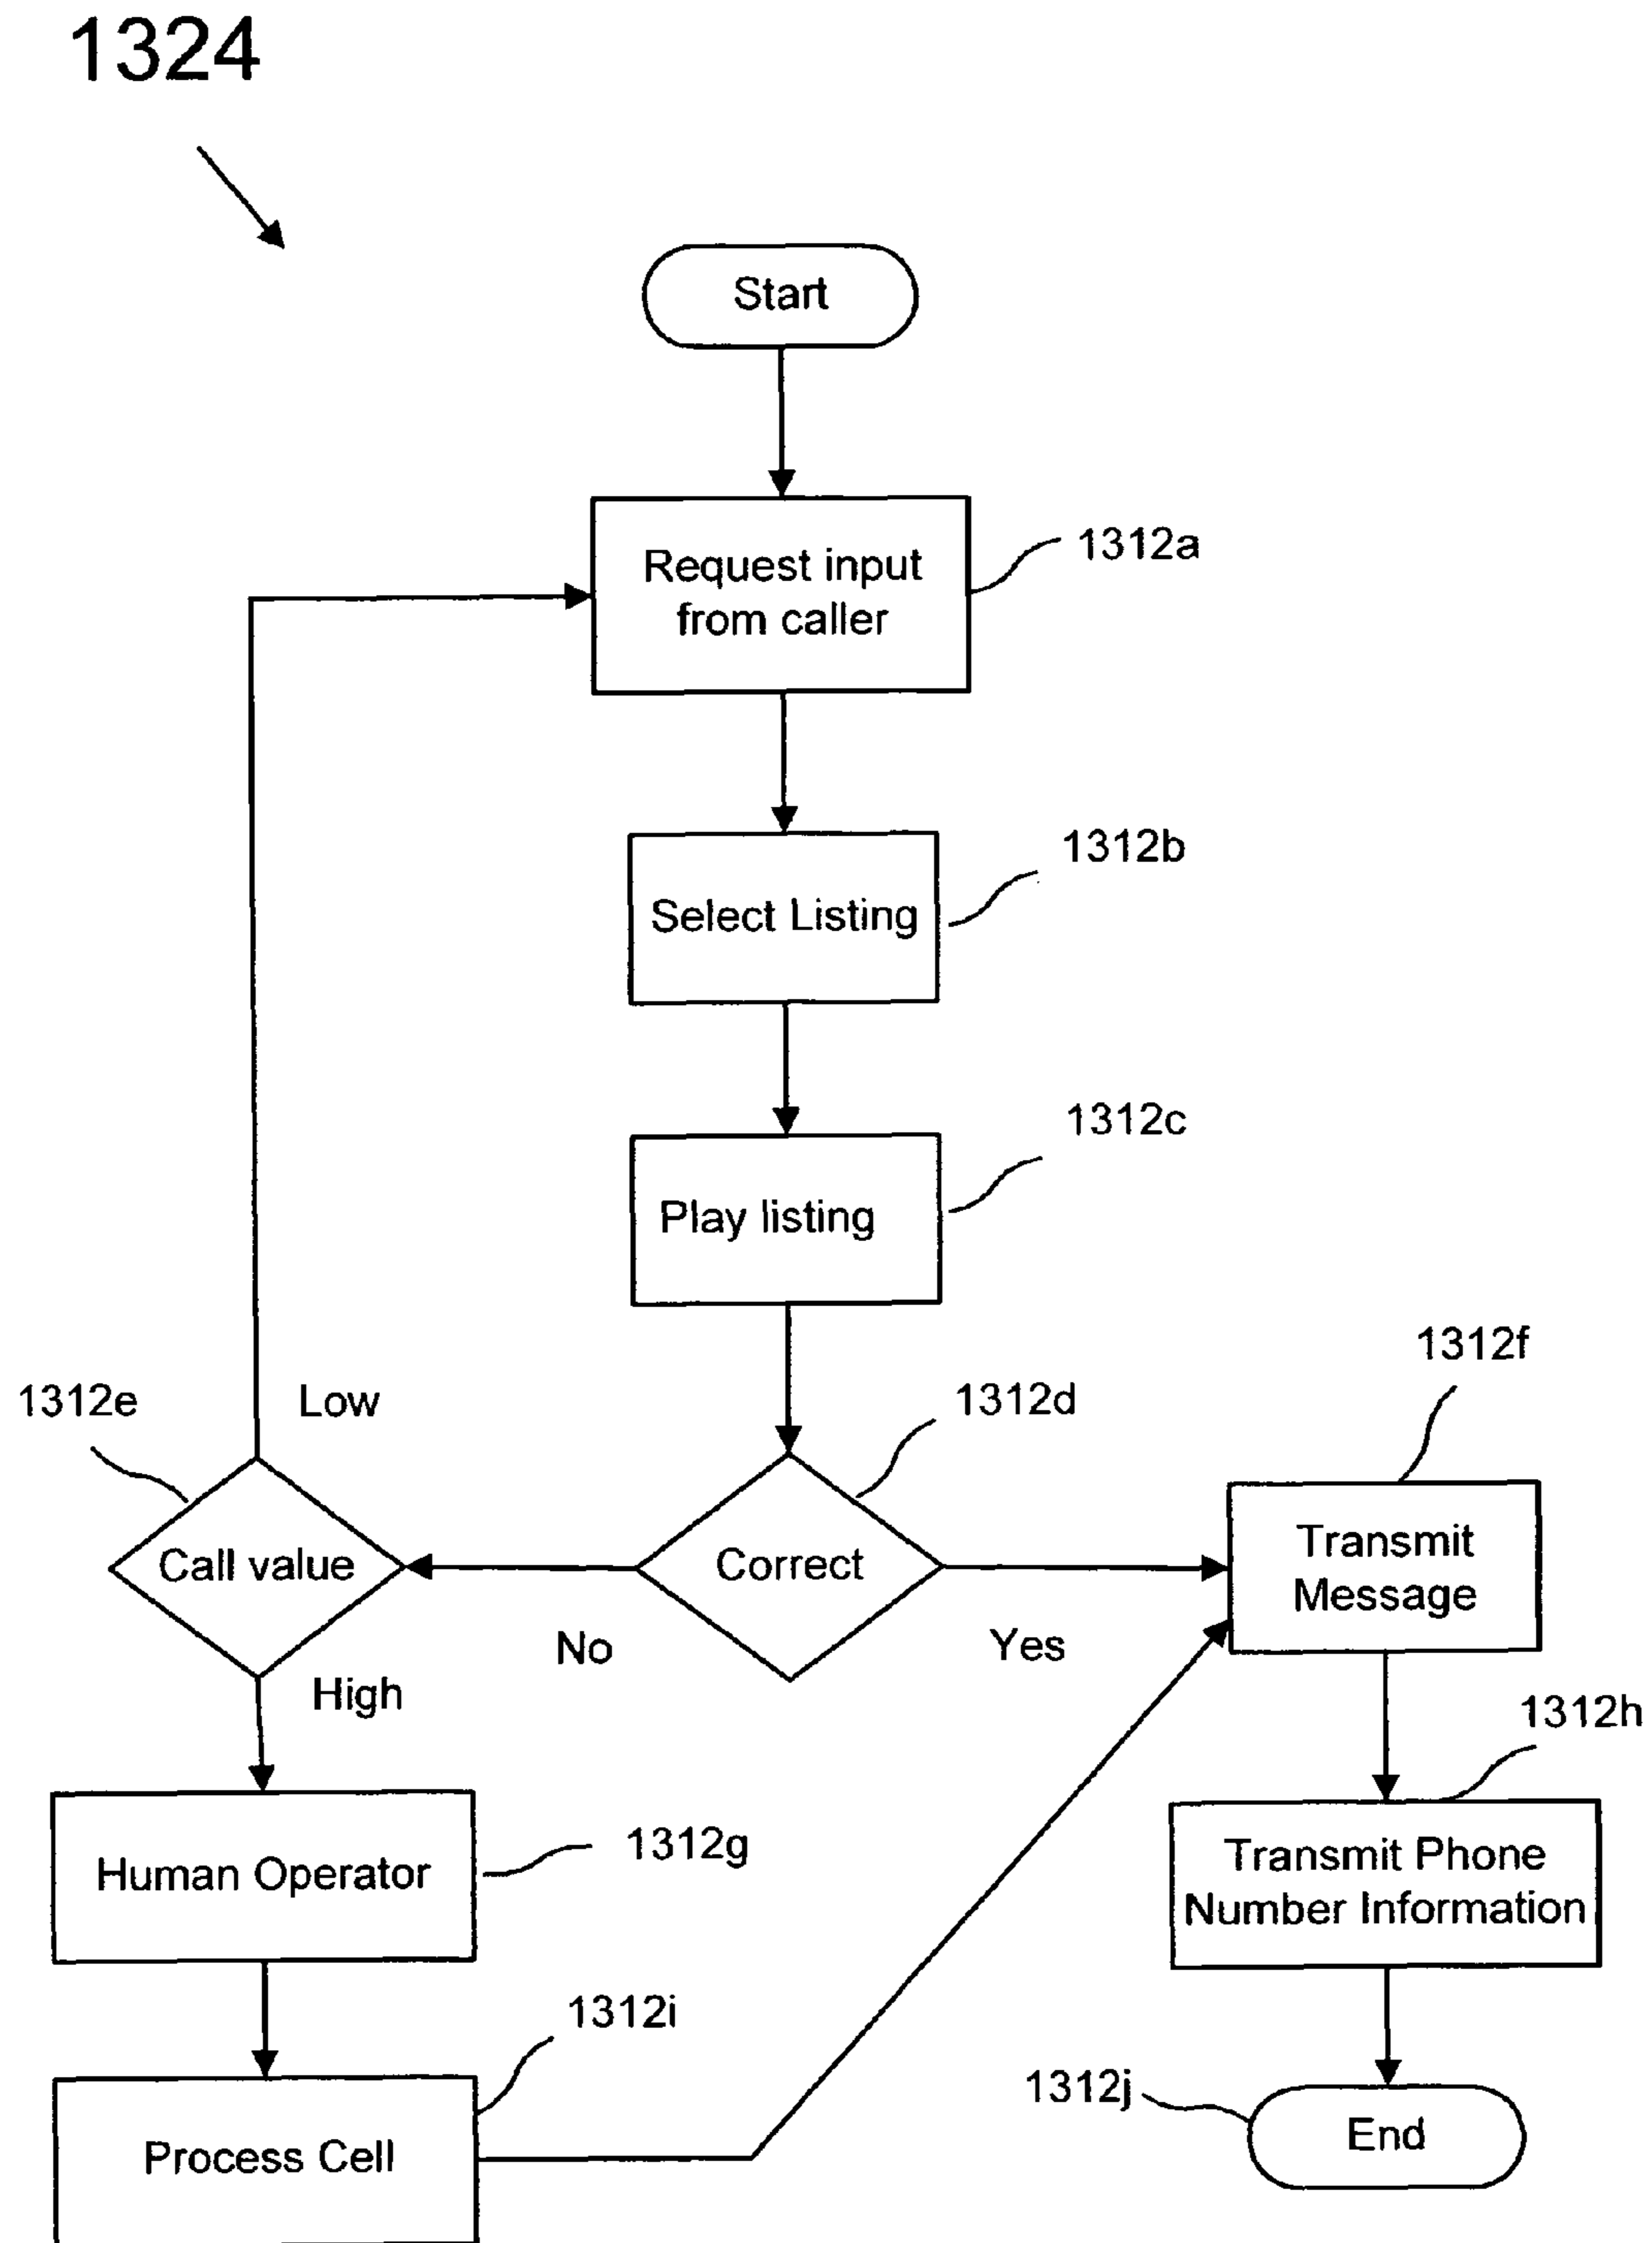 1324
Start
Request input
from caller
1312a
Select Listing
1312b
Play listing
1312c
Correct
1312d
Call value
1312e
Low
High
No
Yes
Transmit
Message
1312f
Human Operator
1312g
Transmit Phone
Number Information
1312h
Process Cell
1312i
1312j
End